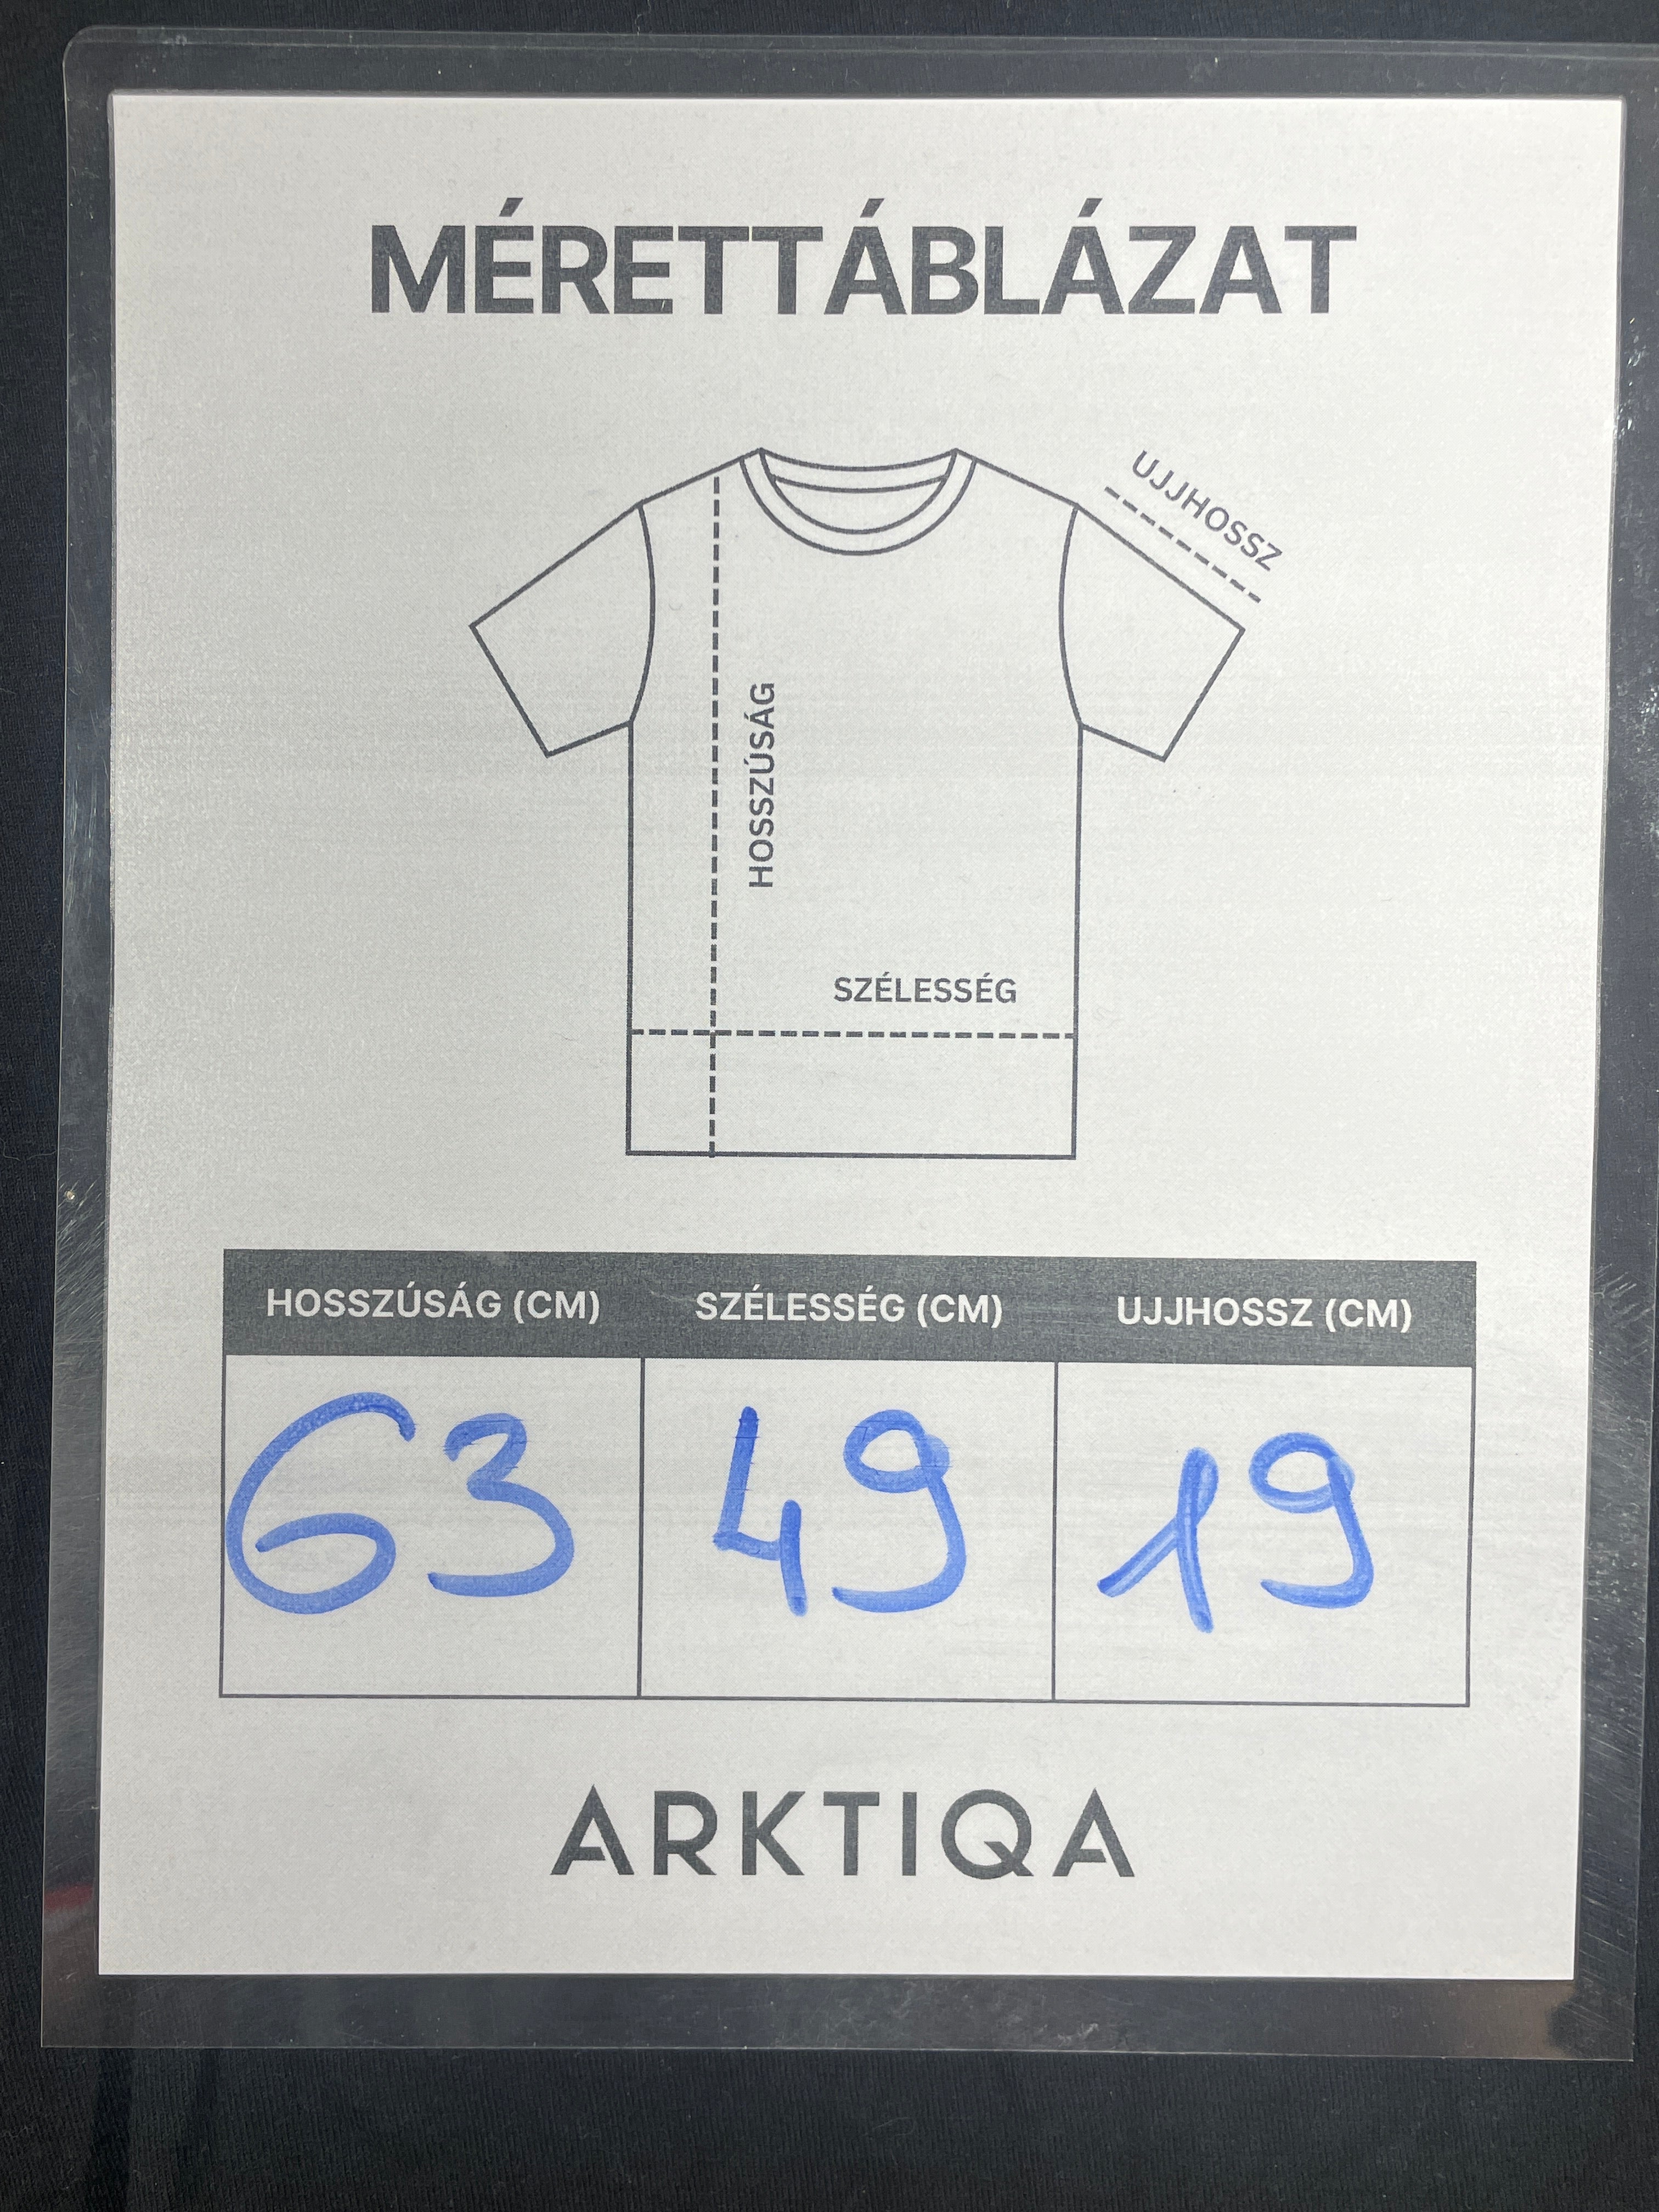 MÉRETTÁBLÁZAT
UJJHOSSZ
HOSSZÚSÁG
SZÉLESSÉG
HOSSZÚSÁG (CM) SZÉLESSÉG (CM) UJJHOSSZ (CM)
63 49 19
ARKTIQA